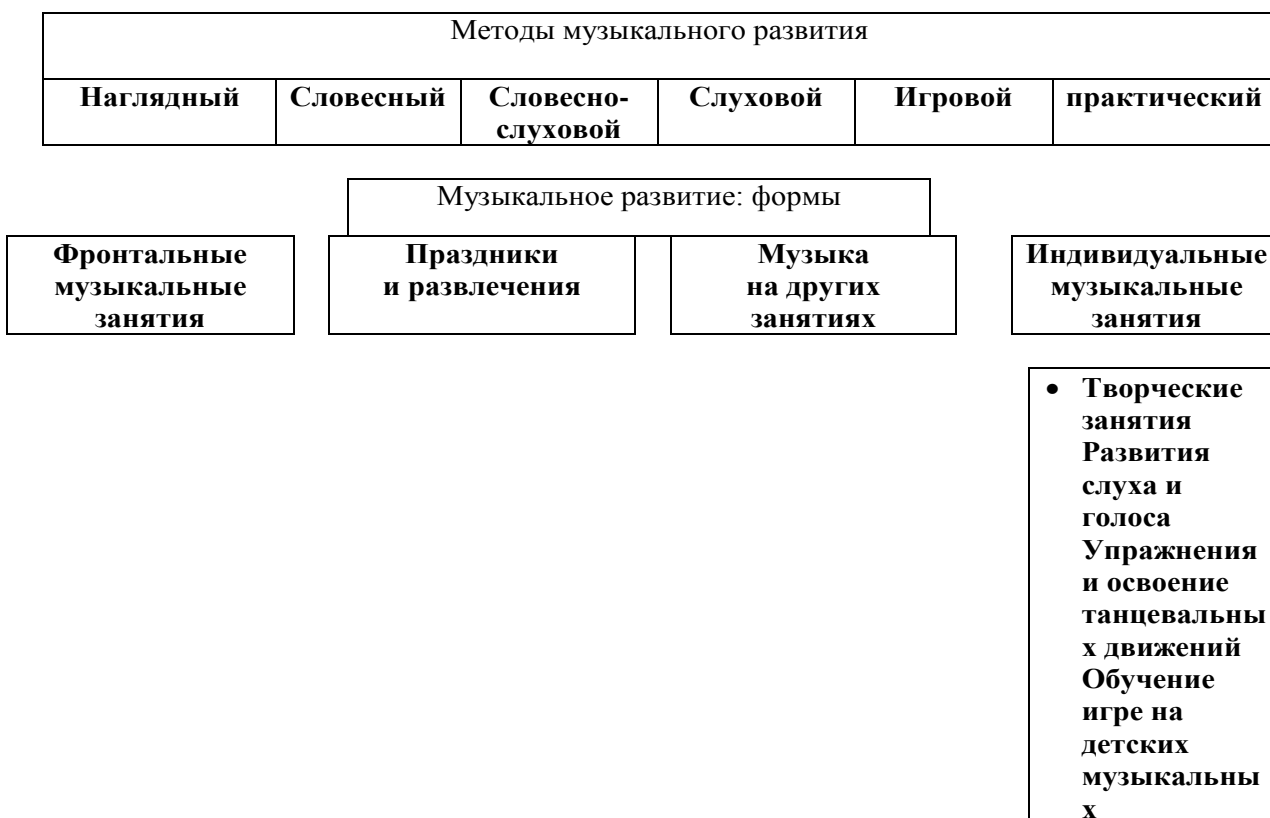 Методы музыкального развития
Наглядный Словесный Словесно- Слуховой Игровой практический
слуховой
Музыкальное развитие: формы
Фронтальные
музыкальные
занятия
Праздники
и развлечения
Музыка
на других
занятиях
Индивидуальные
музыкальные
занятия
• Творческие
занятия
Развития
слуха и
голоса
Упражнения
и освоение
танцевальны
х движений
Обучение
игре на
детских
музыкальны
х